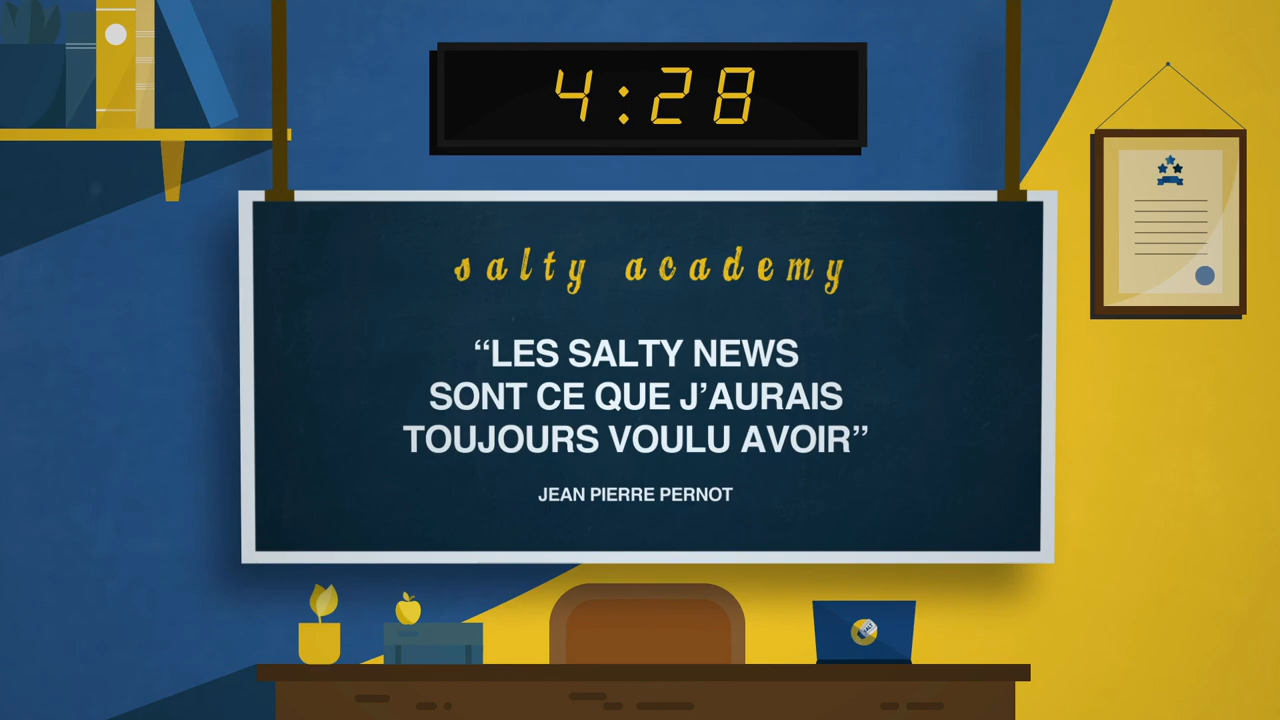 4:28
salty academy
“LES SALTY NEWS
SONT CE QUE J’AURAIS
TOUJOURS VOULU AVOIR”
JEAN PIERRE PERNOT